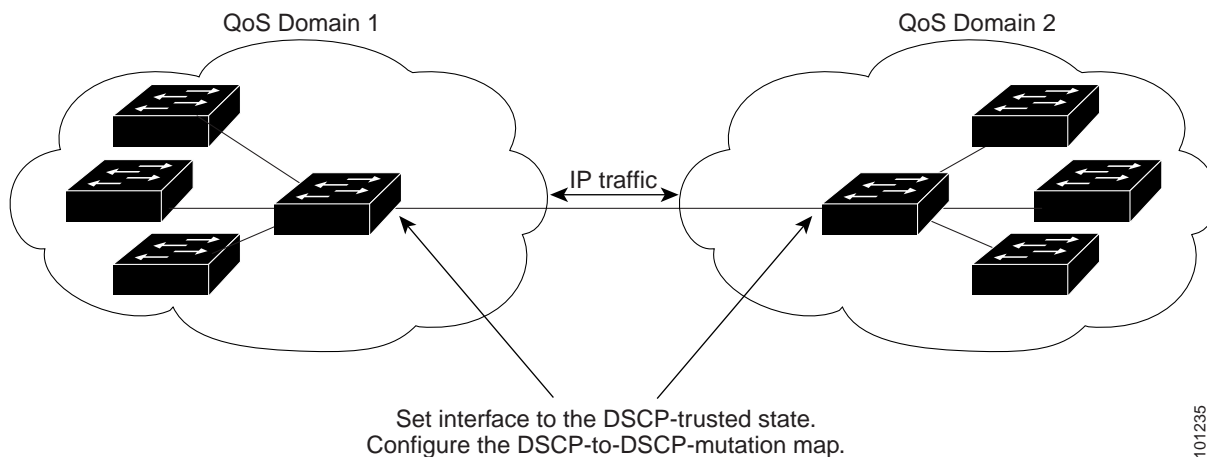 QoS Domain 1
QoS Domain 2
IP traffic
Set interface to the DSCP-trusted state.
Configure the DSCP-to-DSCP-mutation map.
101235